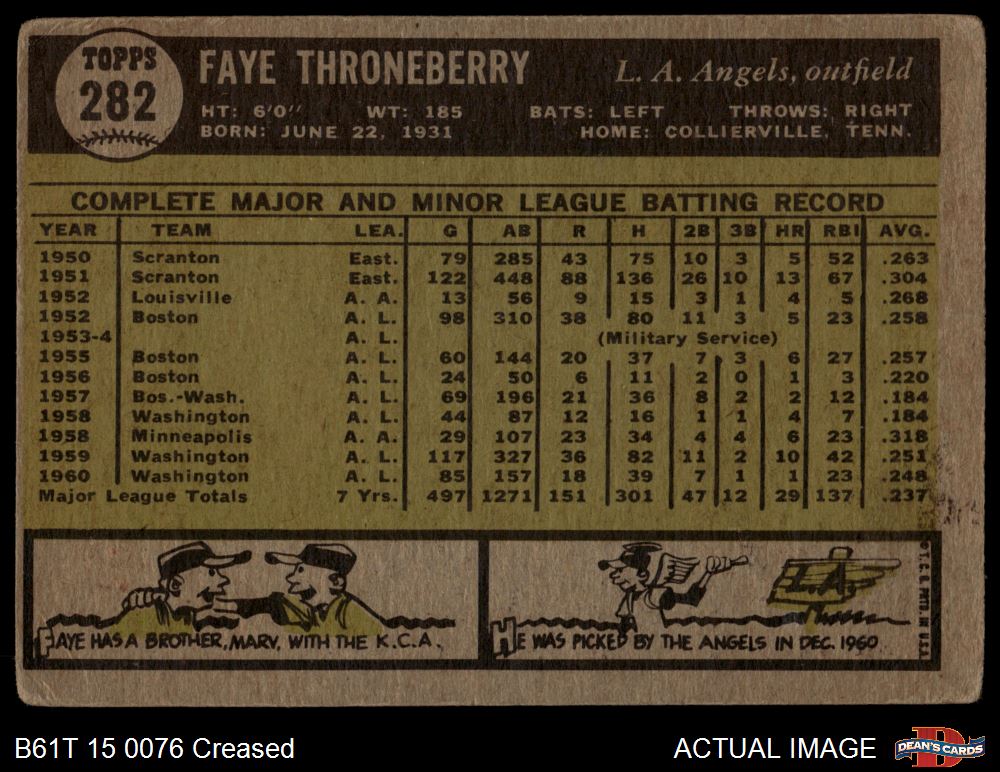 TOPPS
282
FAYE THRONEBERRY
L. A. Angels, outfield
HT: 6'0" WT: 185 BATS: LEFT THROWS: RIGHT
BORN: JUNE 22, 1931 HOME: COLLIERVILLE, TENN.
COMPLETE MAJOR AND MINOR LEAGUE BATTING RECORD
YEAR TEAM LEA. G AB R H 2B 3B HR RBI AVG.
1950 Scranton East. 79 285 43 75 10 3 5 52 .263
1951 Scranton East. 122 448 88 136 26 10 13 67 .304
1952 Louisville A. A. 13 56 9 15 3 1 4 5 .268
1952 Boston A. L. 98 310 38 80 11 3 5 23 .258
1953-4 A. L. (Military Service)
1955 Boston A. L. 60 144 20 37 7 3 6 27 .257
1956 Boston A. L. 24 50 6 11 2 0 1 3 .220
1957 Bos.-Wash. A. L. 69 196 21 36 8 2 2 12 .184
1958 Washington A. L. 44 87 12 16 1 1 4 7 .184
1958 Minneapolis A. A. 29 107 23 34 4 4 6 23 .318
1959 Washington A. L. 117 327 36 82 11 2 10 42 .251
1960 Washington A. L. 85 157 18 39 7 1 1 23 .248
Major League Totals 7 Yrs. 497 1271 151 301 47 12 29 137 .237
FAYE HAS A BROTHER, MARV, WITH THE K.C.A.
L.A.
HE WAS PICKED BY THE ANGELS IN DEC. 1960
© T.C.G. PRTD. IN U.S.A.
B61T 15 0076 Creased
ACTUAL IMAGE
DEAN'S CARDS